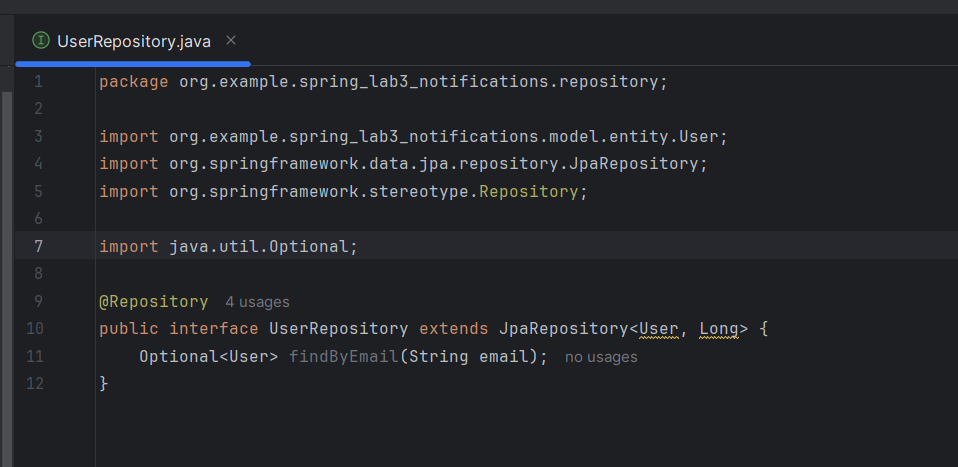 UserRepository.java
1 package org.example.spring_lab3_notifications.repository;
2
3 import org.example.spring_lab3_notifications.model.entity.User;
4 import org.springframework.data.jpa.repository.JpaRepository;
5 import org.springframework.stereotype.Repository;
6
7 import java.util.Optional;
8
9 @Repository 4 usages
10 public interface UserRepository extends JpaRepository<User, Long> {
11 Optional<User> findByEmail(String email); no usages
12 }